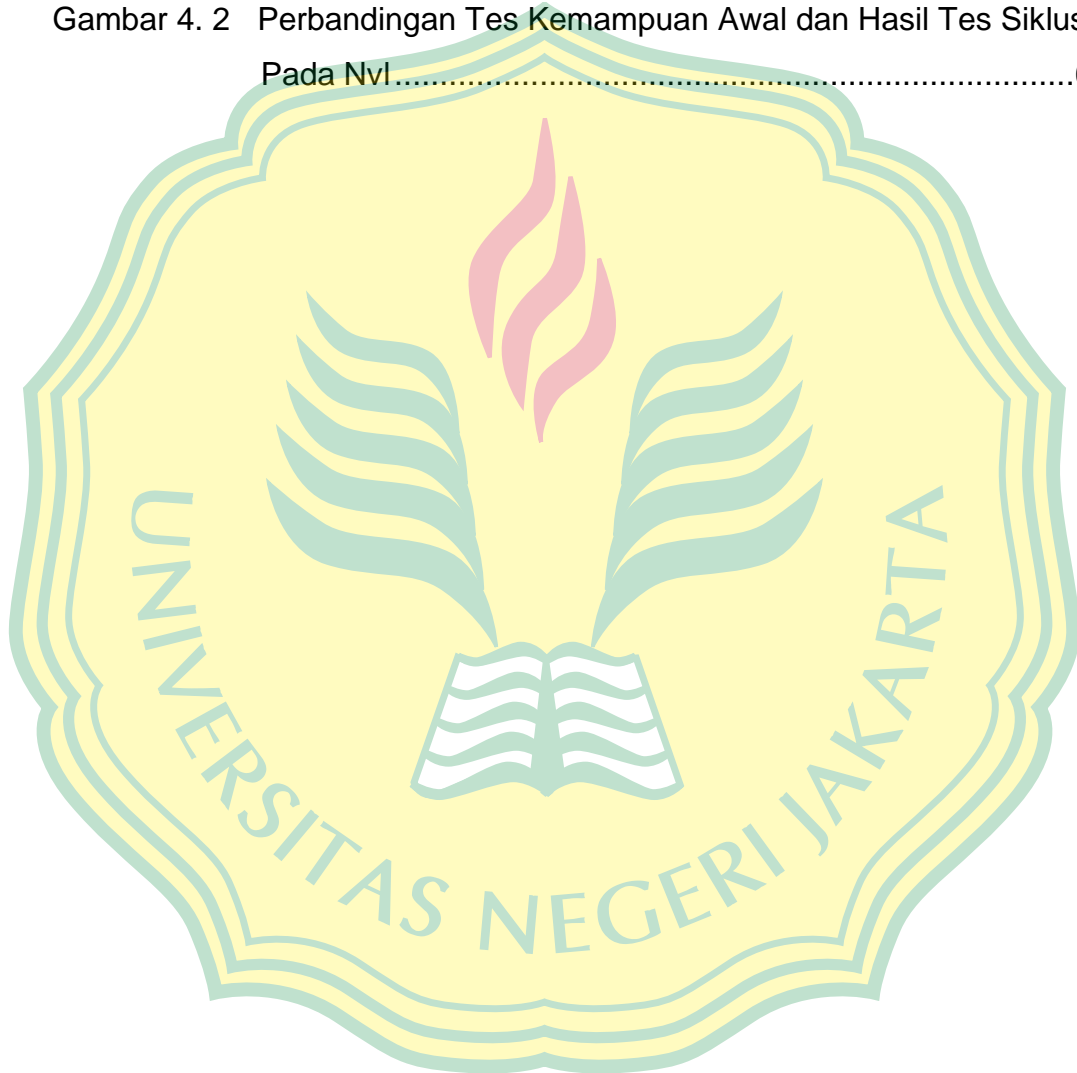 Gambar 4. 2 Perbandingan Tes Kemampuan Awal dan Hasil Tes Siklus
Pada Nvl.....................................................................................
UNIVERSITAS NEGERI JAKARTA